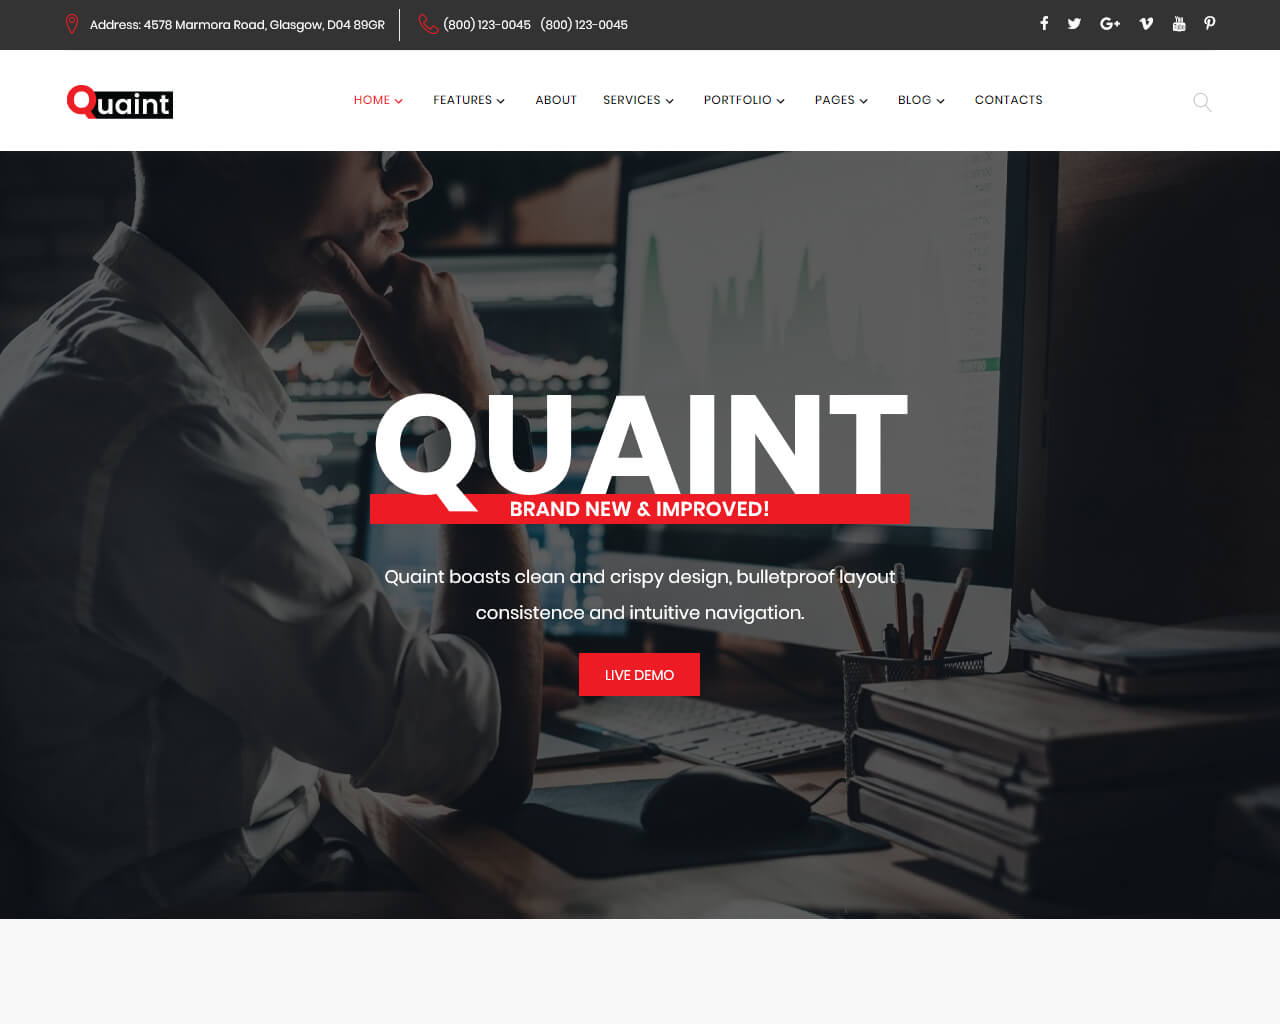 Address: 4578 Marmora Road, Glasgow, D04 89GR
(800) 123-0045 (800) 123-0045
Quaint
HOME FEATURES ABOUT SERVICES PORTFOLIO PAGES BLOG CONTACTS
QUAINT
BRAND NEW & IMPROVED!
Quaint boasts clean and crispy design, bulletproof layout
consistence and intuitive navigation.
LIVE DEMO